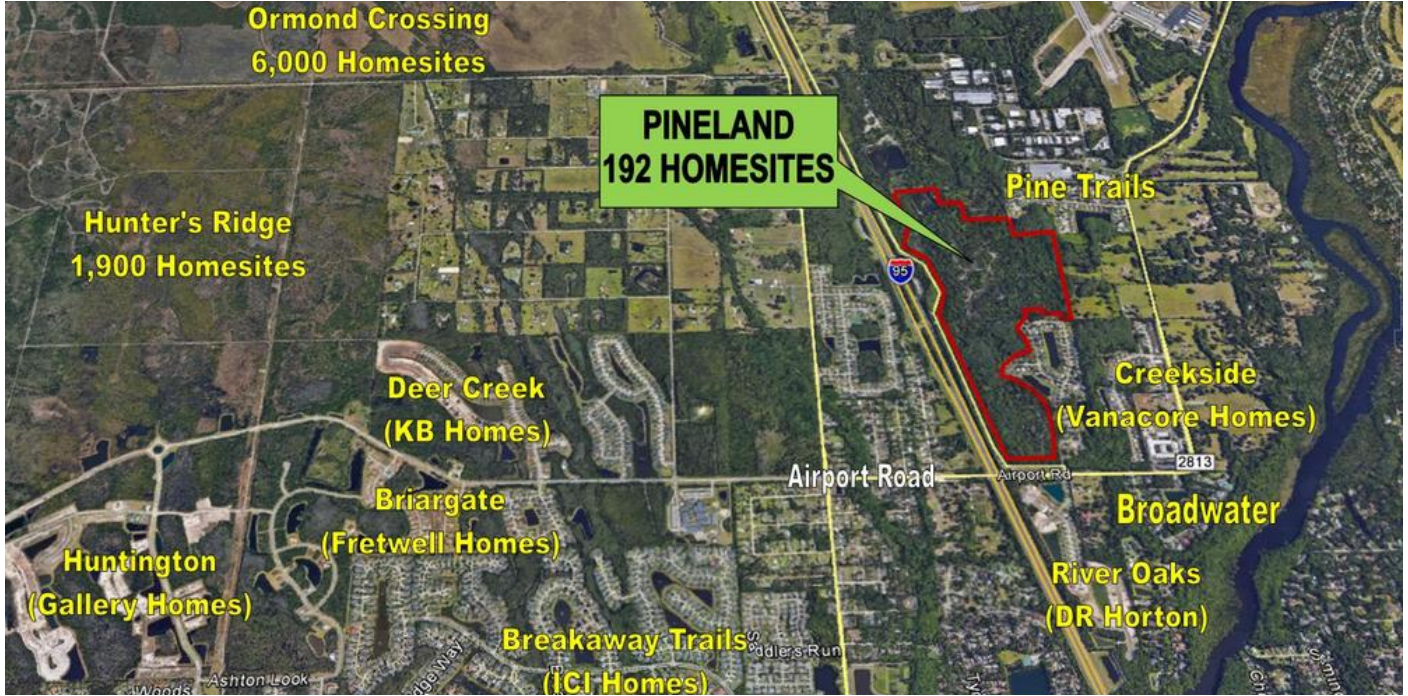 Ormond Crossing
6,000 Homesites
PINELAND
192 HOMESITES
Pine Trails
Hunter's Ridge
1,900 Homesites
95
Deer Creek
(KB Homes)
Creekside
(Vanacore Homes)
2813
Airport Road
Airport Rd
Briargate
(Fretwell Homes)
Broadwater
Huntington
(Gallery Homes)
River Oaks
(DR Horton)
Breakaway Trails
(ICI Homes)
Ashton Look
Woods